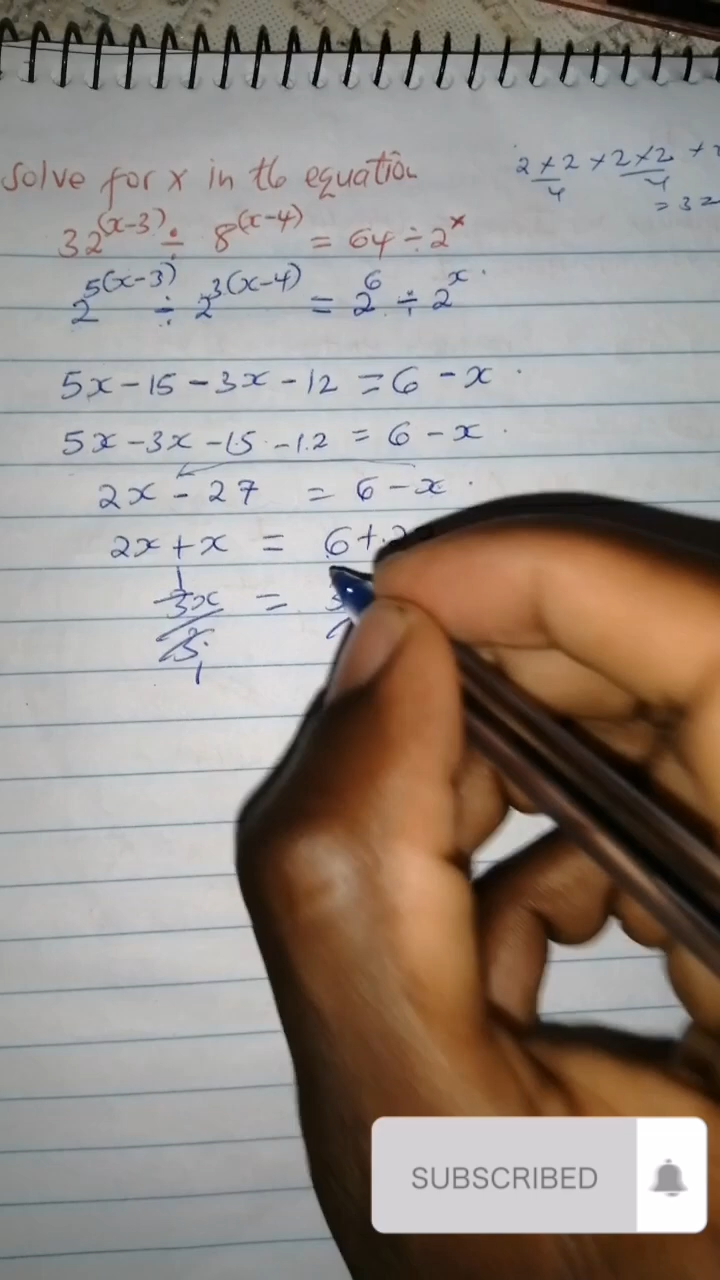 solve for x in the equation
32^(x-3) ÷ 8^(x-4) = 64 ÷ 2^x
2^5(x-3) ÷ 2^3(x-4) = 2^6 ÷ 2^x
5x - 15 - 3x - 12 = 6 - x
5x - 3x - 15 - 12 = 6 - x
2x - 27 = 6 - x
2x + x = 6 +
3x =
2 × 2 × 2 × 2 ×
4 4
= 32
SUBSCRIBED